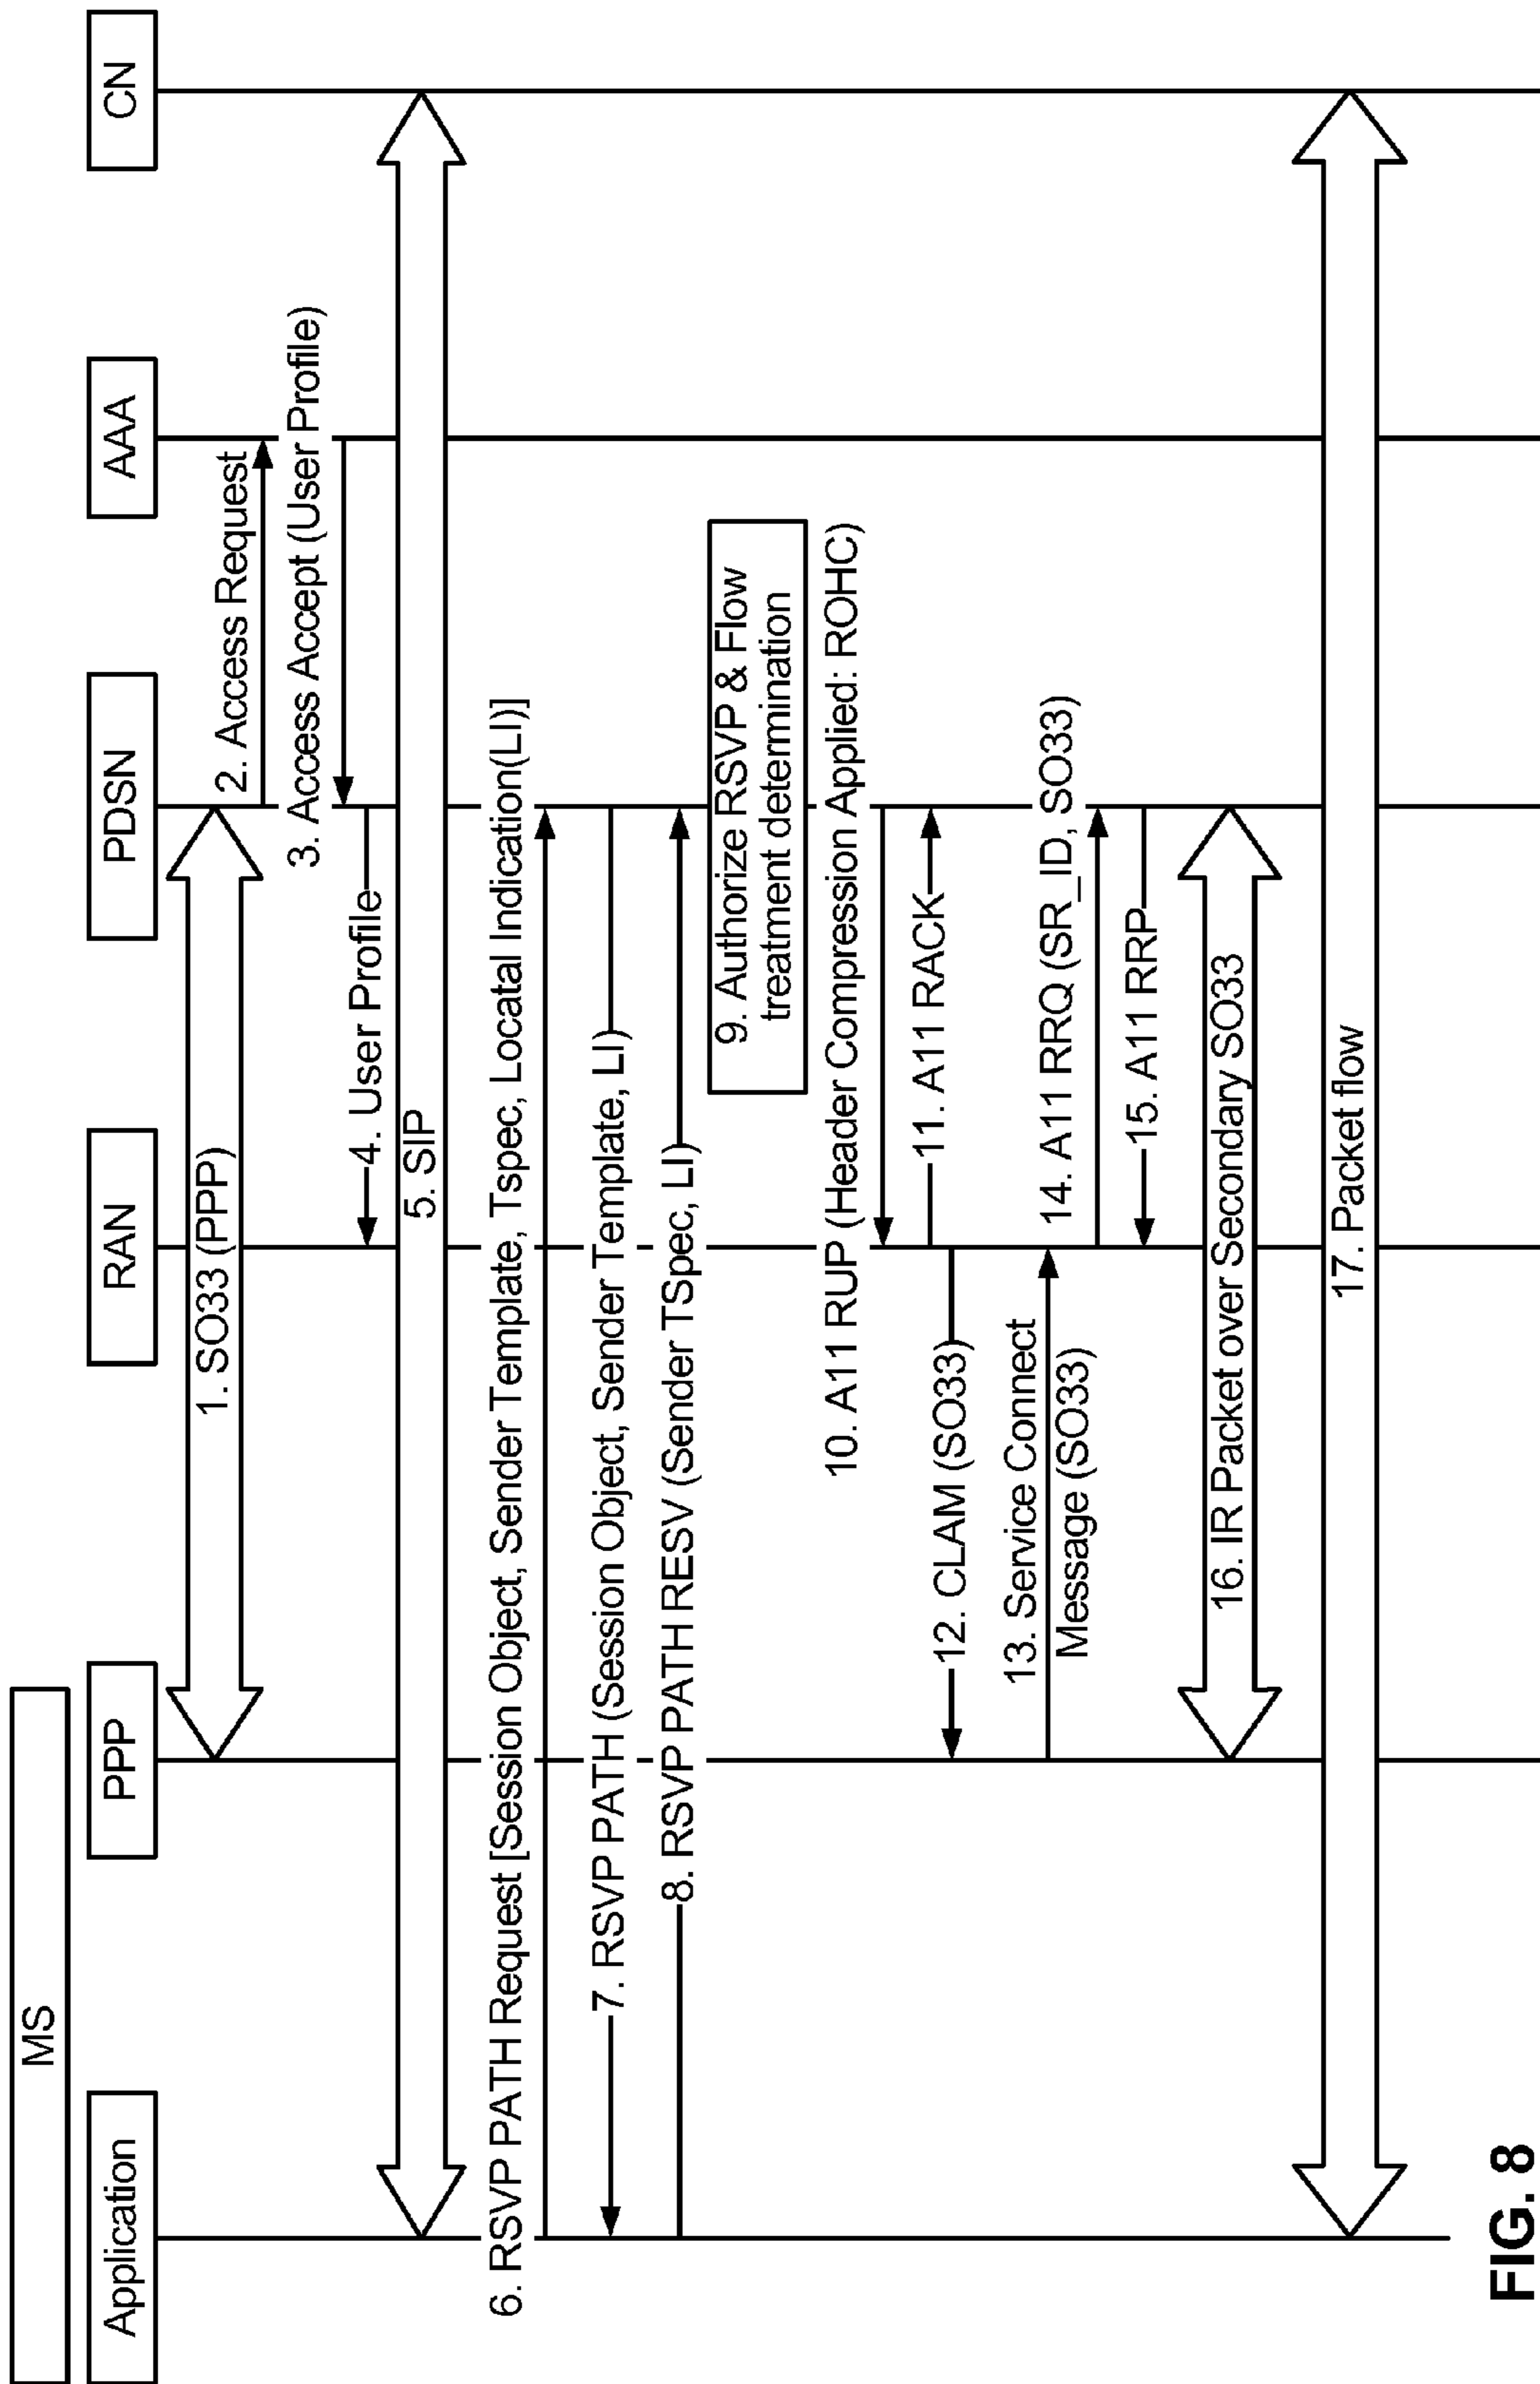 MS
Application
PPP
RAN
PDSN
AAA
CN
1. SO33 (PPP)
2. Access Request
3. Access Accept (User Profile)
4. User Profile
5. SIP
6. RSVP PATH Request [Session Object, Sender Template, Tspec, Locatal Indication(LI)]
7. RSVP PATH (Session Object, Sender Template, LI)
8. RSVP PATH RESV (Sender TSpec, LI)
9. Authorize RSVP & Flow
treatment determination
10. A11 RUP (Header Compression Applied: ROHC)
11. A11 RACK
12. CLAM (SO33)
13. Service Connect
Message (SO33)
14. A11 RRQ (SR_ID, SO33)
15. A11 RRP
16. IR Packet over Secondary SO33
17. Packet flow
FIG. 8